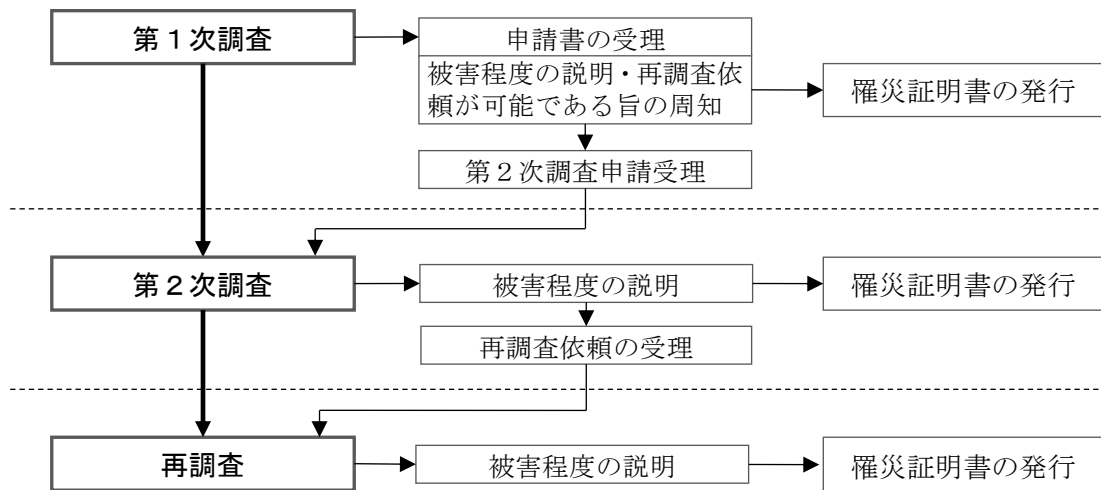 第１次調査
申請書の受理
被害程度の説明・再調査依
頼が可能である旨の周知
罹災証明書の発行
第２次調査申請受理
第２次調査
被害程度の説明
罹災証明書の発行
再調査依頼の受理
再調査
被害程度の説明
罹災証明書の発行